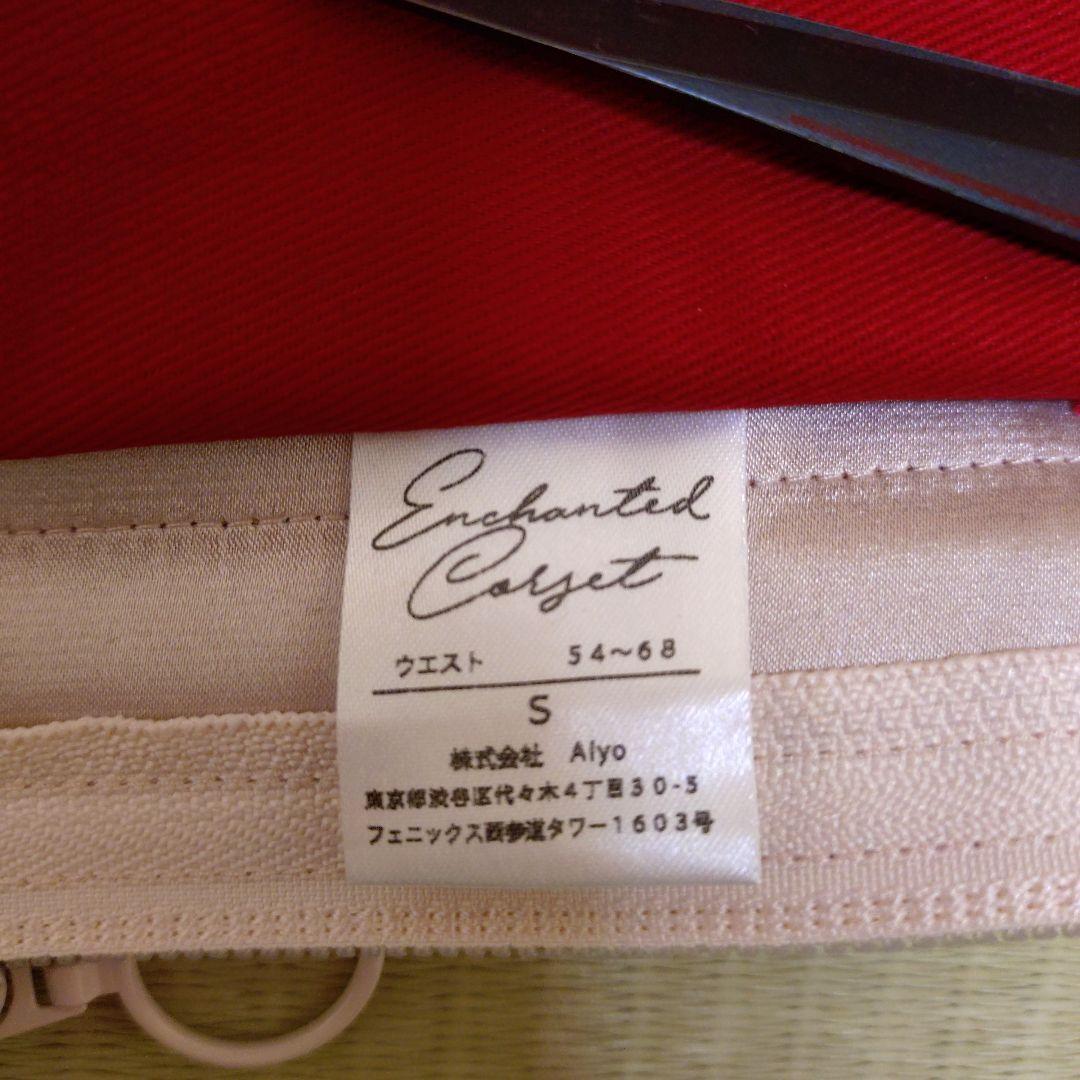 Enchanted
Corset
ウエスト 54〜68
S
株式会社 Alyo
東京都渋谷区代々木4丁目30-5
フェニックス西参道タワー1603号